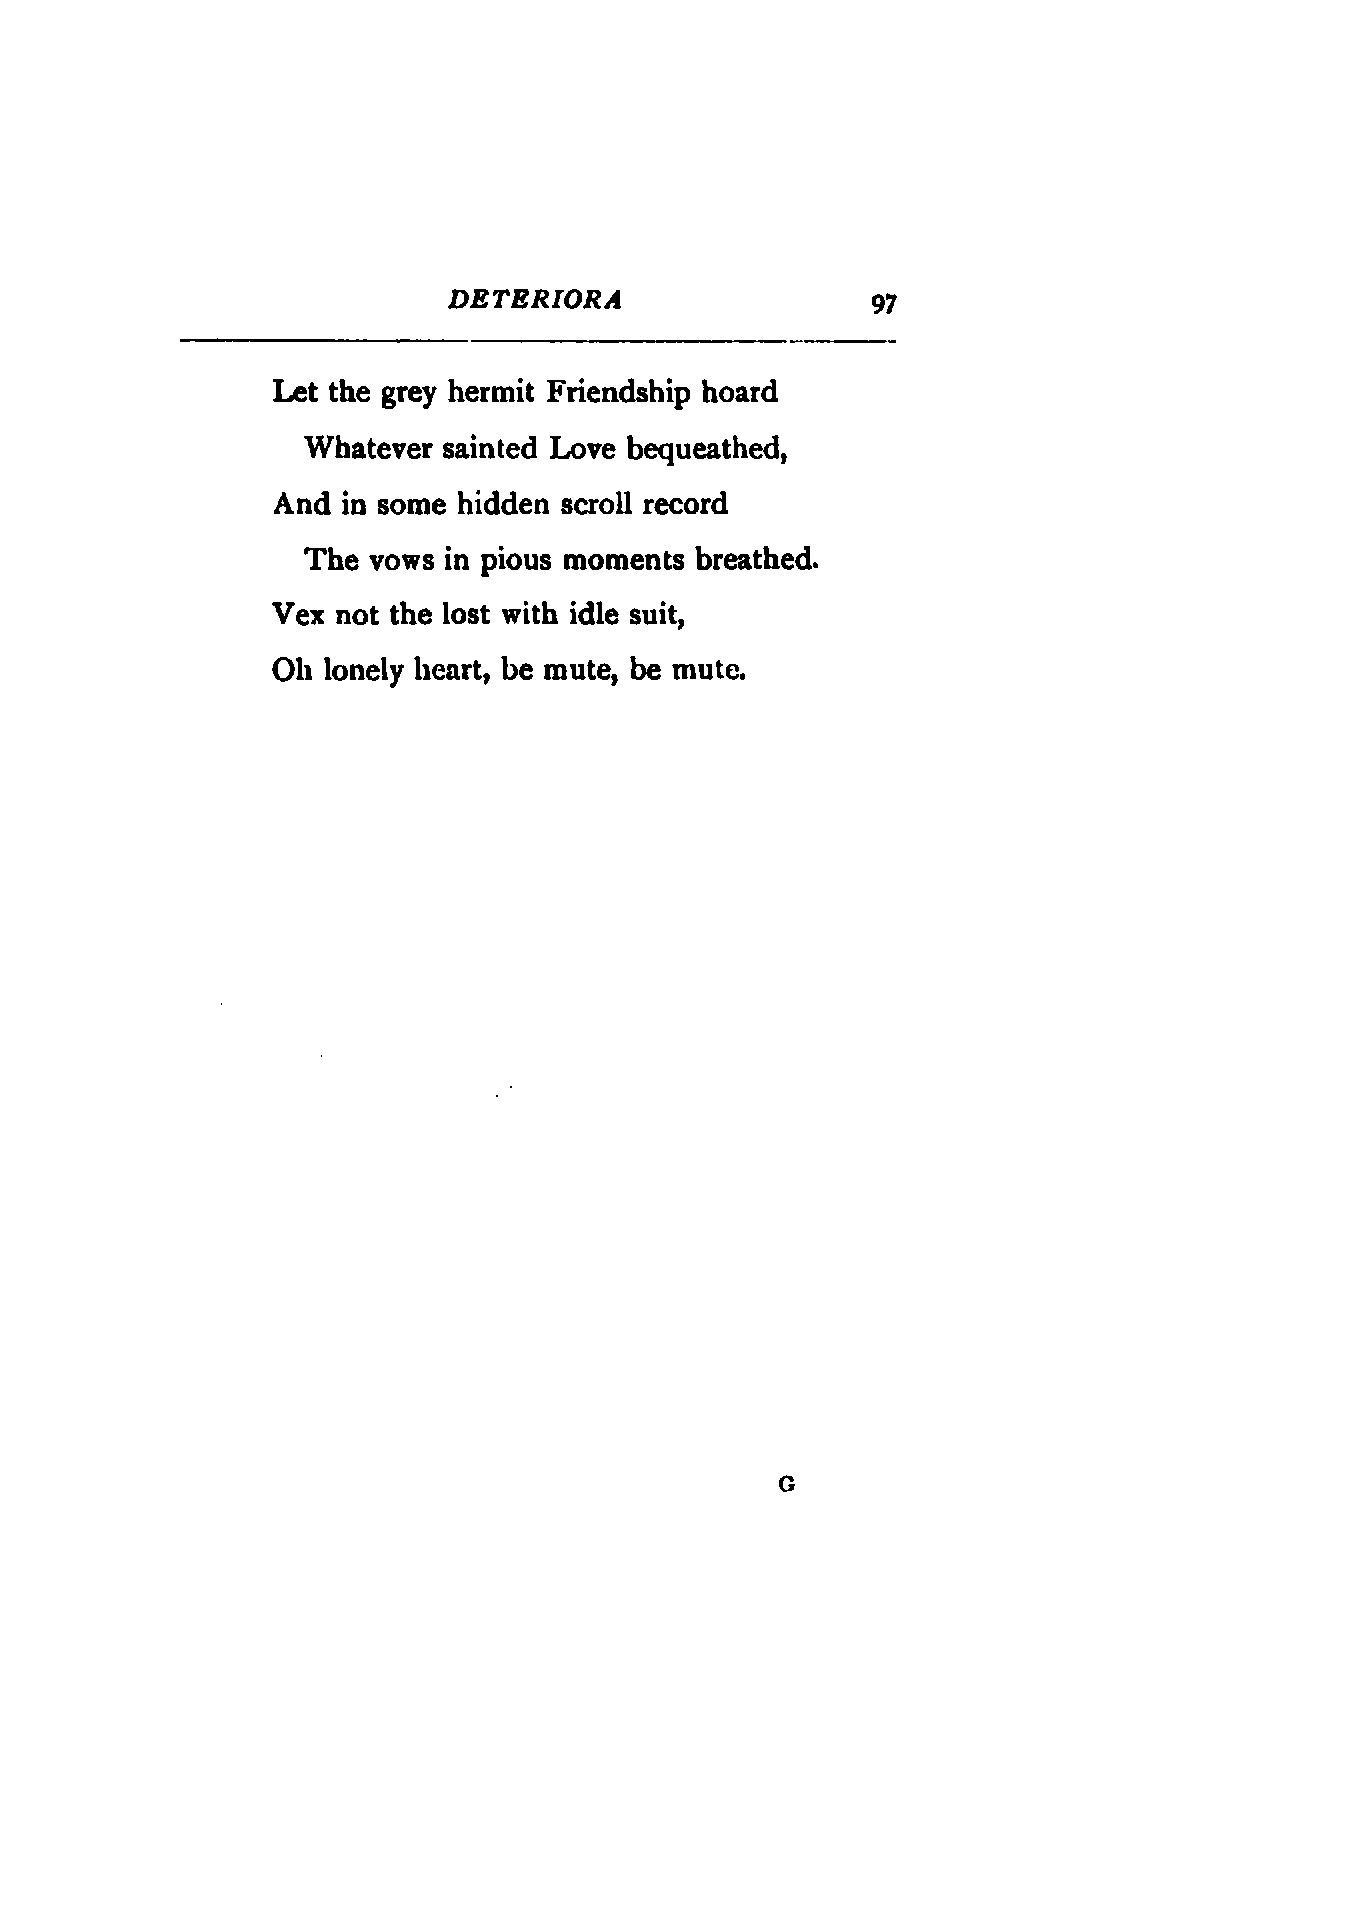 DETERIORA 97
Let the grey hermit Friendship hoard
Whatever sainted Love bequeathed,
And in some hidden scroll record
The vows in pious moments breathed.
Vex not the lost with idle suit,
Oh lonely heart, be mute, be mute.
G